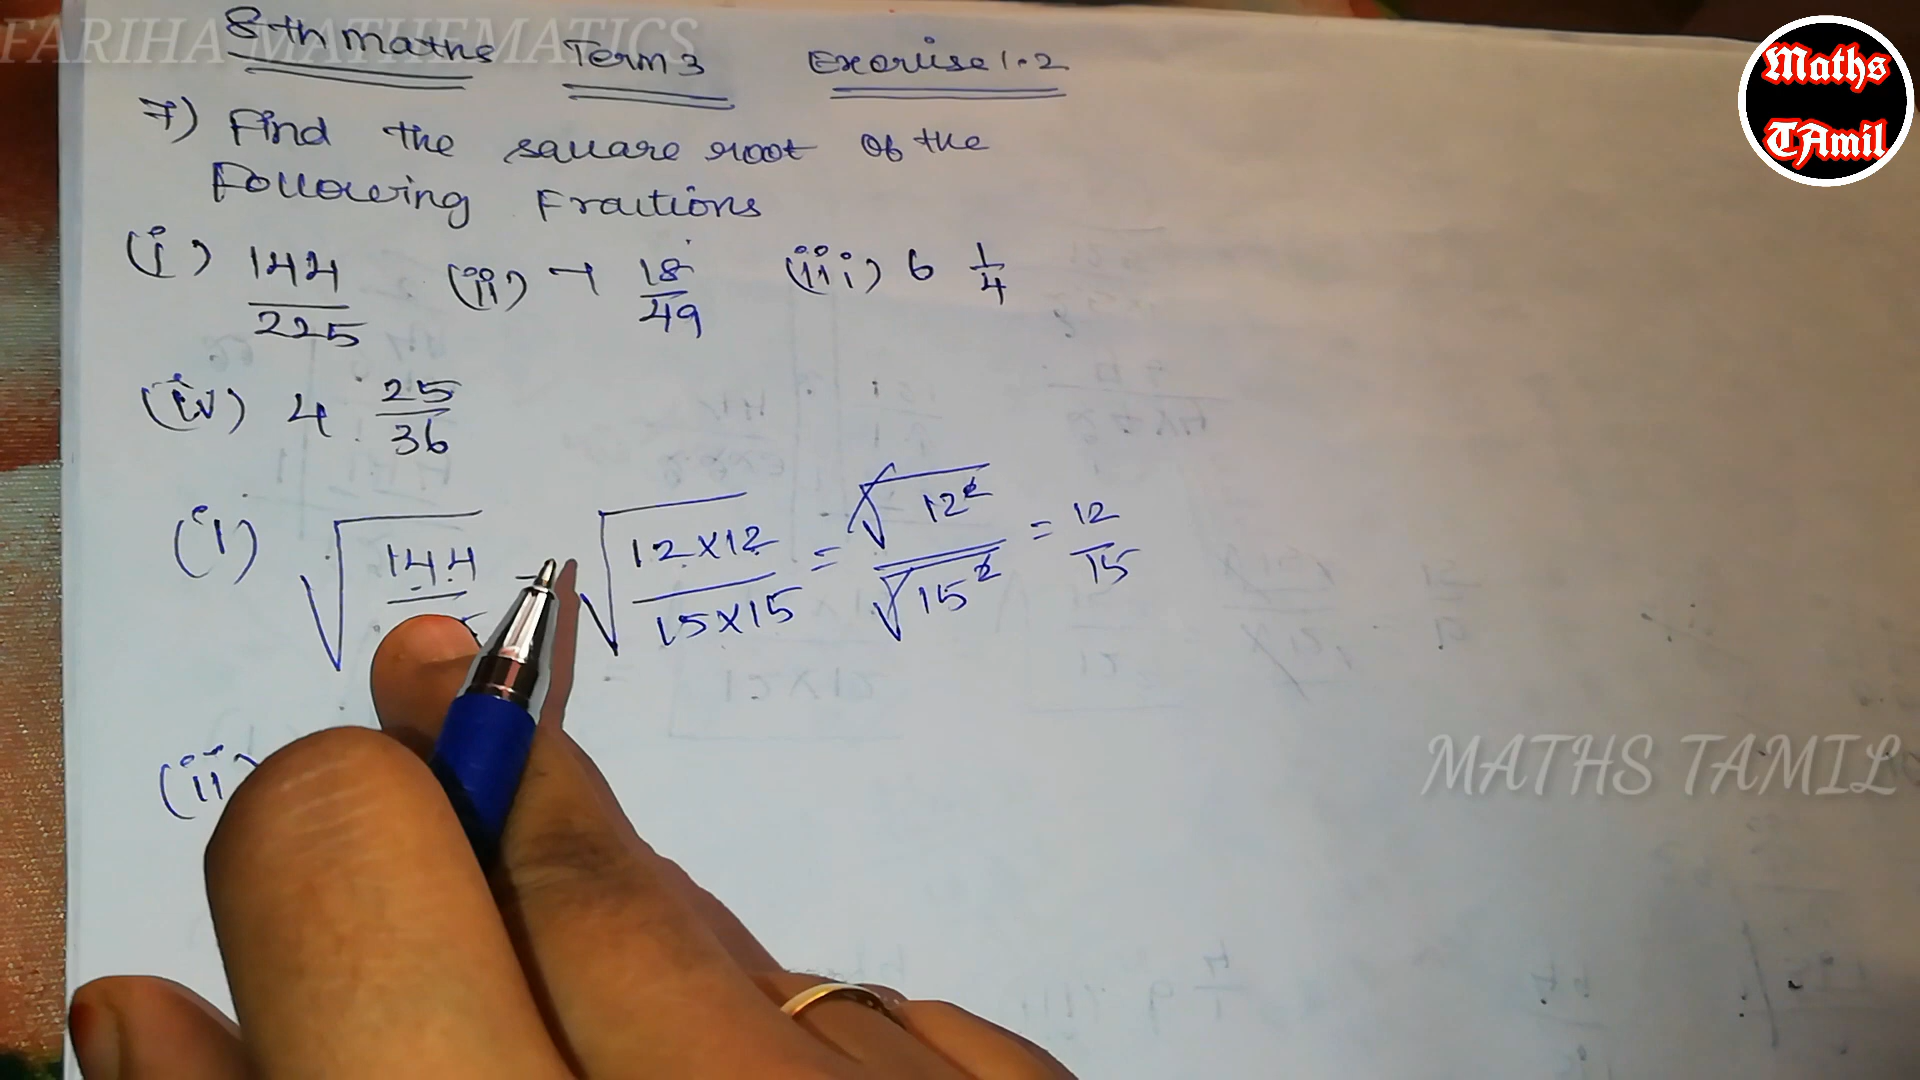 FARIHA MATHEMATICS
8th maths Term 3 Exercise 1.2
7) Find the square root of the
Following Fractions
(i) 144/225 (ii) 7 18/49 (iii) 6 1/4
(iv) 4 25/36
(i) √144 = √(12×12/15×15) = √12²/√15² = 12/15
(ii)
Maths
TAmil
MATHS TAMIL